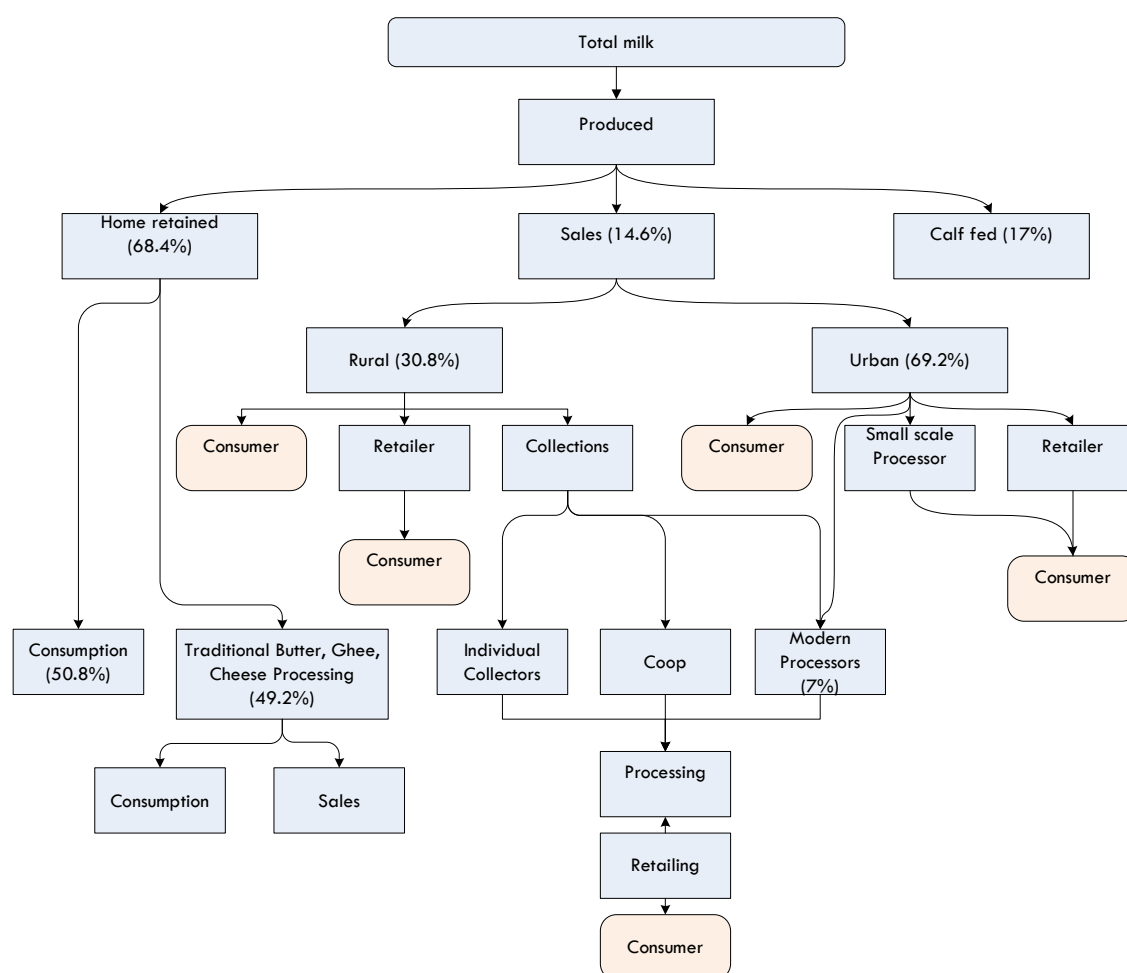 Total milk
Produced
Home retained
(68.4%)
Sales (14.6%)
Calf fed (17%)
Rural (30.8%)
Urban (69.2%)
Consumer
Retailer
Collections
Consumer
Small scale
Processor
Retailer
Consumer
Consumer
Consumption
(50.8%)
Traditional Butter, Ghee,
Cheese Processing
(49.2%)
Individual
Collectors
Coop
Modern
Processors
(7%)
Processing
Consumption
Sales
Retailing
Consumer